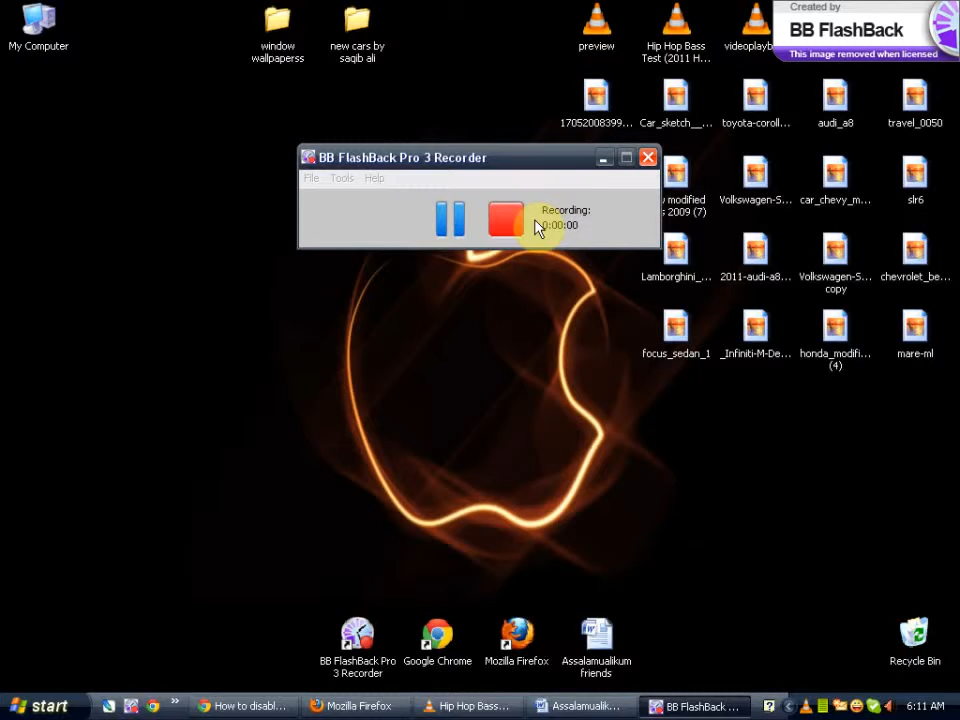 My Computer
window
wallpaperss
new cars by
saqib ali
preview
Hip Hop Bass
Test (2011 H...
Created by
BB FlashBack
This image removed when licensed
17052008399...
Car_sketch__...
toyota-coroll...
audi_a8
travel_0050
BB FlashBack Pro 3 Recorder
File Tools Help
Recording:
0:00:00
modified
2009 (7)
Volkswagen-S...
car_chevy_m...
slr6
Lamborghini_...
2011-audi-a8...
Volkswagen-S...
copy
chevrolet_be...
focus_sedan_1
_Infiniti-M-De...
honda_modifi...
(4)
mare-ml
BB FlashBack Pro
3 Recorder
Google Chrome
Mozilla Firefox
Assalamualikum
friends
Recycle Bin
start
How to disabl...
Mozilla Firefox
Hip Hop Bass...
Assalamualik...
BB FlashBack ...
6:11 AM